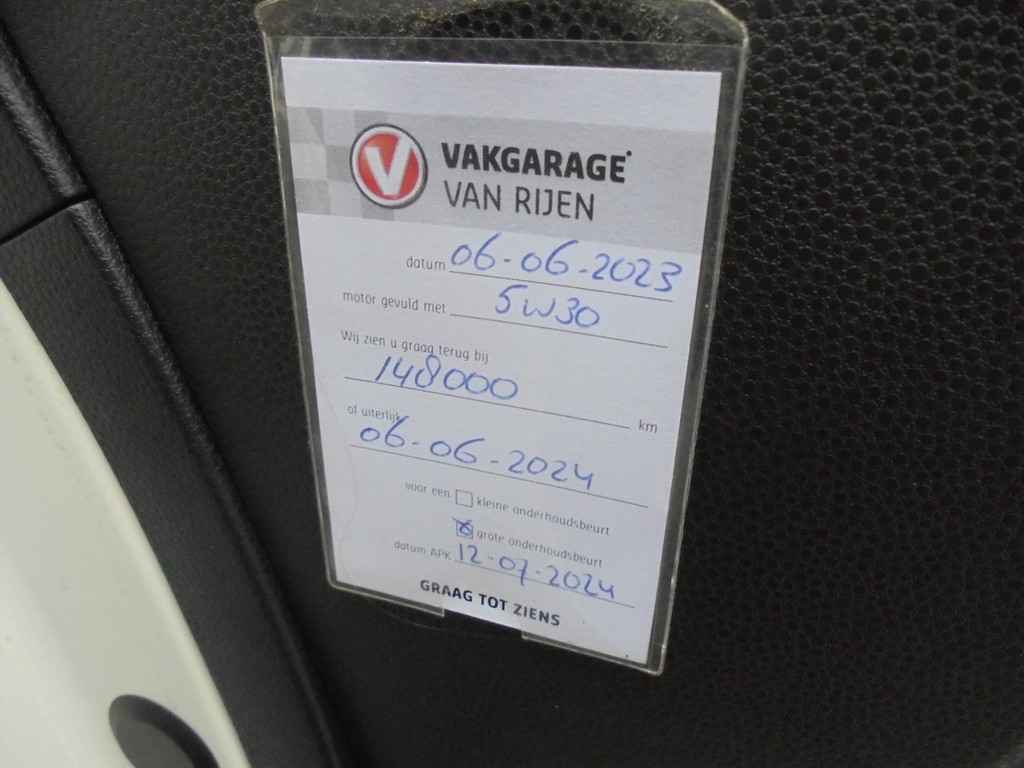 V VAKGARAGE
VAN RIJEN
datum 06-06-2023
motor gevuld met 5W30
Wij zien u graag terug bij
148000 km
of uiterlijk
06-06-2024
voor een kleine onderhoudsbeurt
grote onderhoudsbeurt
datum APK 12-07-2024
GRAAG TOT ZIENS